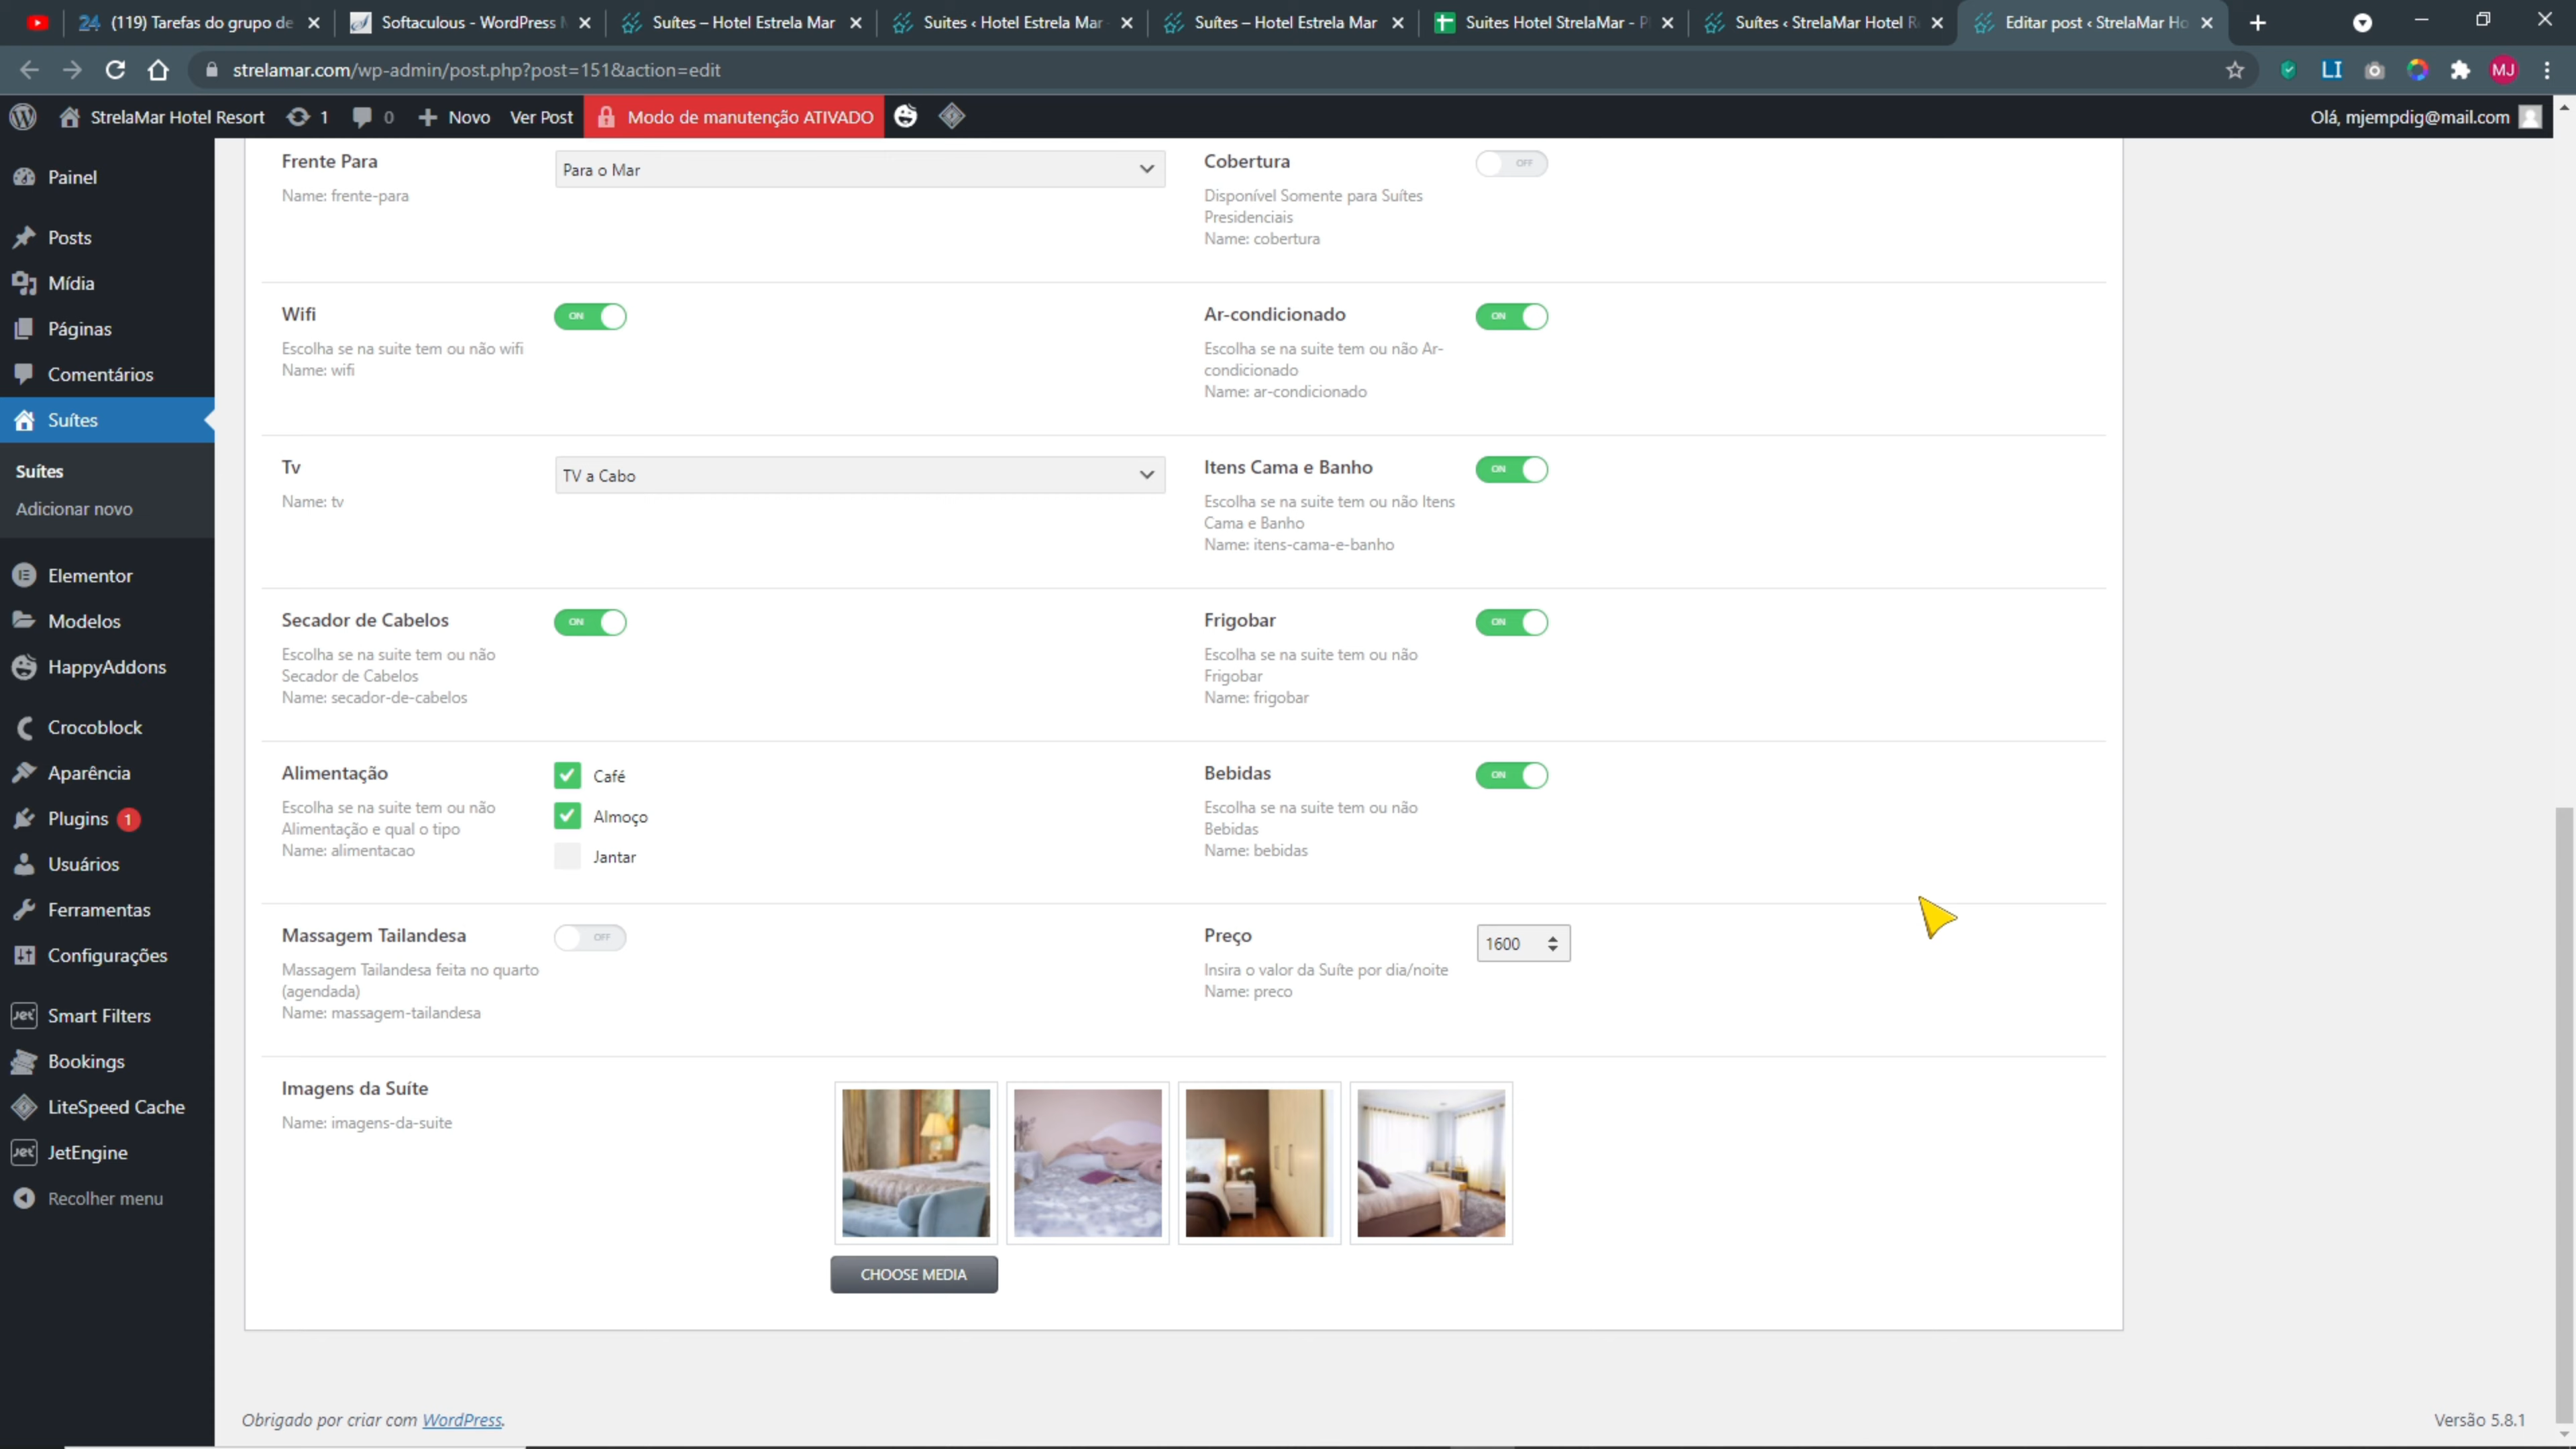 24 (119) Tarefas do grupo de
Softaculous - WordPress
Suítes – Hotel Estrela Mar
Suites ‹ Hotel Estrela Mar
Suítes – Hotel Estrela Mar
Suites Hotel StrelaMar -
Suítes ‹ StrelaMar Hotel
Editar post ‹ StrelaMar Ho
strelamar.com/wp-admin/post.php?post=151&action=edit
LI
MJ
StrelaMar Hotel Resort
1
0
Novo
Ver Post
Modo de manutenção ATIVADO
Olá, mjempdig@mail.com
Painel
Posts
Mídia
Páginas
Comentários
Suítes
Suítes
Adicionar novo
Elementor
Modelos
HappyAddons
Crocoblock
Aparência
Plugins 1
Usuários
Ferramentas
Configurações
Jet Smart Filters
Bookings
LiteSpeed Cache
Jet JetEngine
Recolher menu
Frente Para
Name: frente-para
Para o Mar
Cobertura
OFF
Disponível Somente para Suítes
Presidenciais
Name: cobertura
Wifi
ON
Escolha se na suite tem ou não wifi
Name: wifi
Ar-condicionado
ON
Escolha se na suite tem ou não Ar-
condicionado
Name: ar-condicionado
Tv
Name: tv
TV a Cabo
Itens Cama e Banho
ON
Escolha se na suite tem ou não Itens
Cama e Banho
Name: itens-cama-e-banho
Secador de Cabelos
ON
Escolha se na suite tem ou não
Secador de Cabelos
Name: secador-de-cabelos
Frigobar
ON
Escolha se na suite tem ou não
Frigobar
Name: frigobar
Alimentação
Escolha se na suite tem ou não
Alimentação e qual o tipo
Name: alimentacao
Café
Almoço
Jantar
Bebidas
ON
Escolha se na suite tem ou não
Bebidas
Name: bebidas
Massagem Tailandesa
OFF
Massagem Tailandesa feita no quarto
(agendada)
Name: massagem-tailandesa
Preço
1600
Insira o valor da Suíte por dia/noite
Name: preco
Imagens da Suíte
Name: imagens-da-suite
CHOOSE MEDIA
Obrigado por criar com WordPress.
Versão 5.8.1